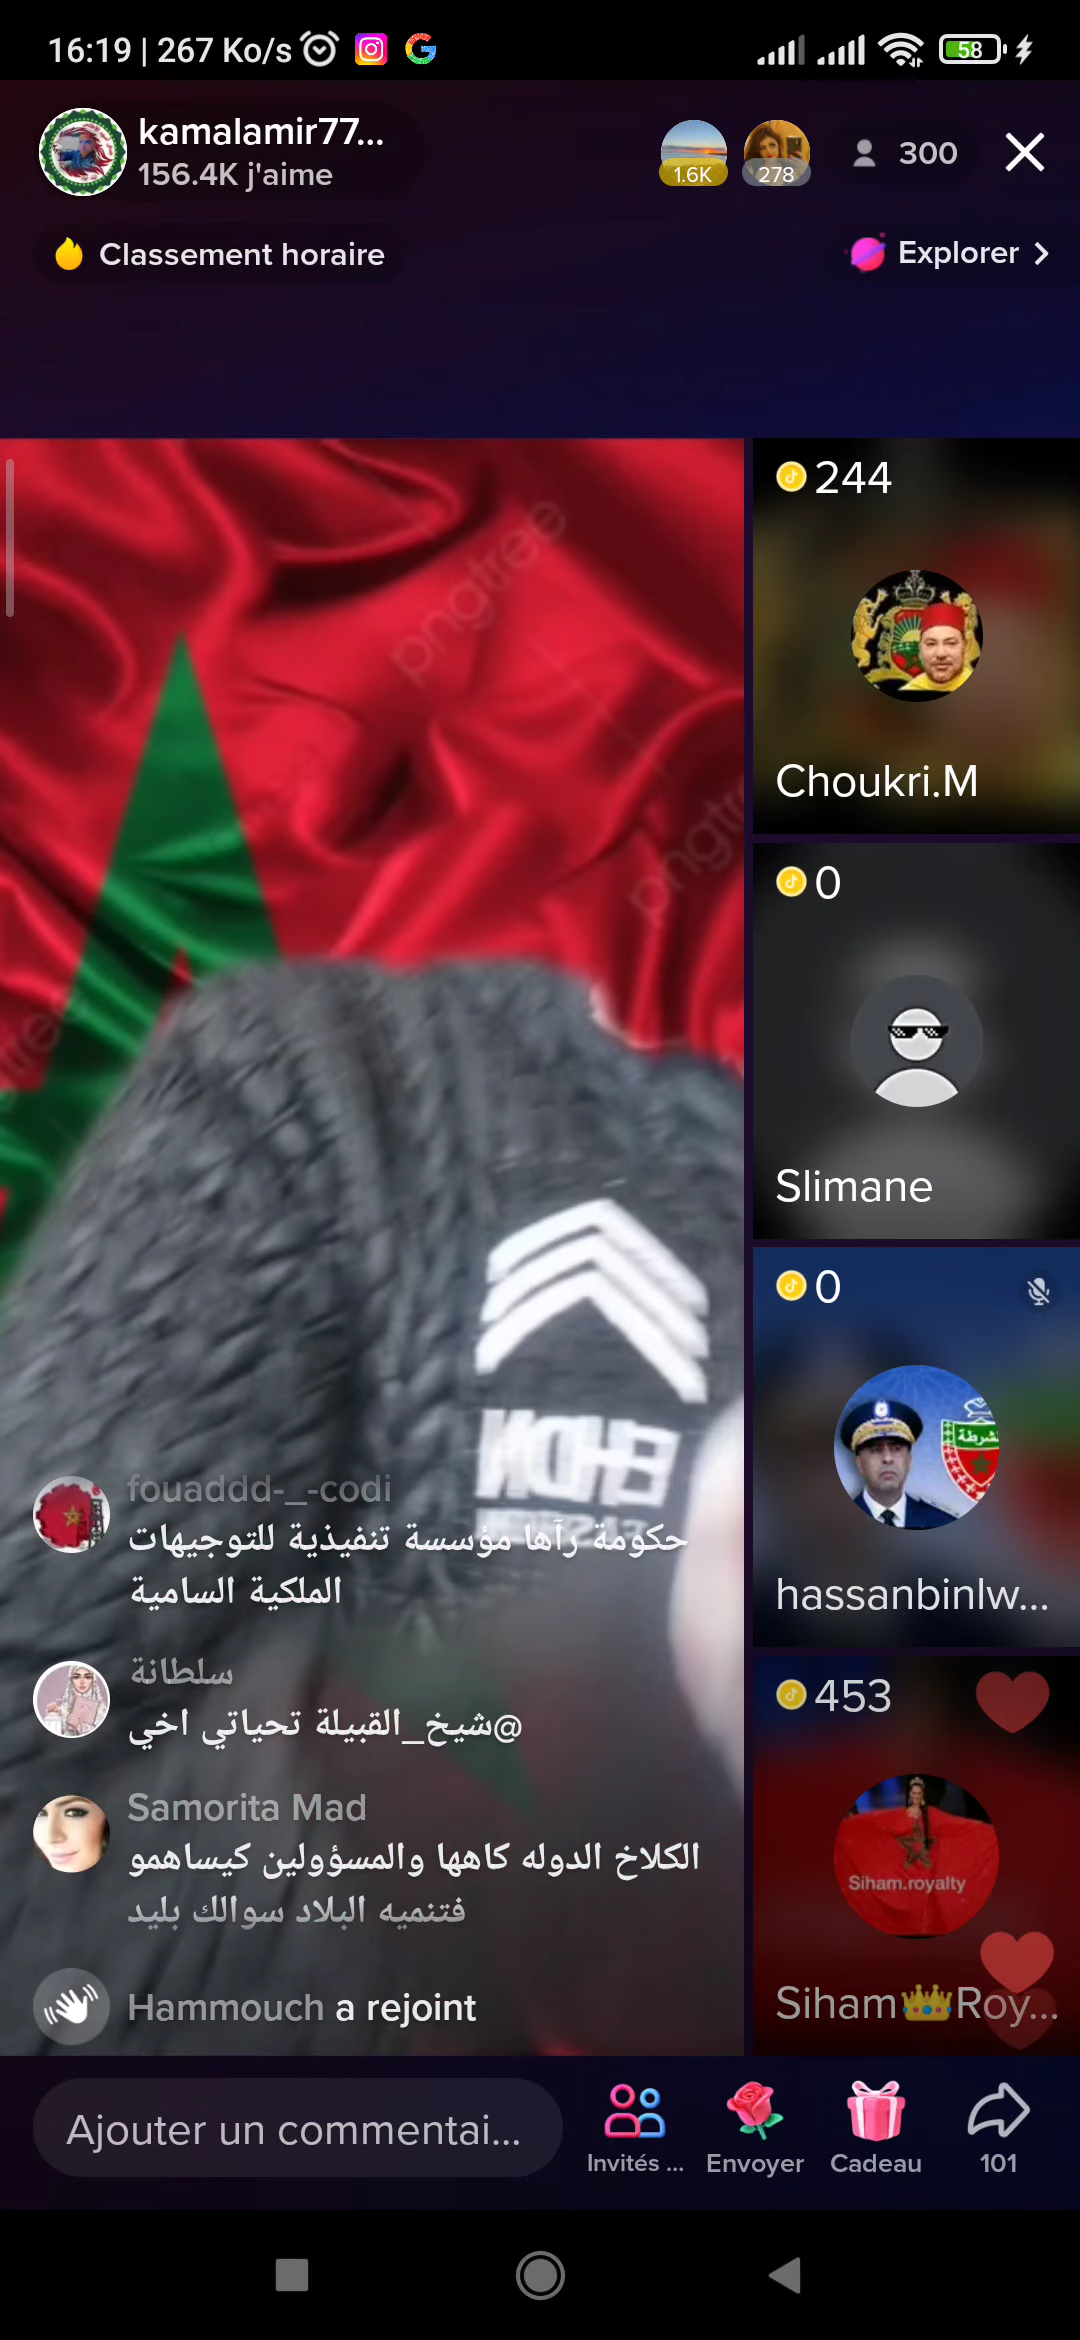 16:19 | 267 Ko/s
58
kamalamir77...
156.4K j'aime
1.6K
278
300
Classement horaire
Explorer
pngtree
244
Choukri.M
0
Slimane
0
الشرطة
hassanbinlw...
453
Siham.royalty
Siham👑Roy...
fouaddd-_-codi
حكومة رآها مؤسسة تنفيذية للتوجيهات
الملكية السامية
سلطانة
@شيخ_القبيلة تحياتي اخي
Samorita Mad
الكلاخ الدوله كاهها والمسؤولين كيساهمو
فتنميه البلاد سوالك بليد
Hammouch a rejoint
Ajouter un commentai...
Invités ...
Envoyer
Cadeau
101